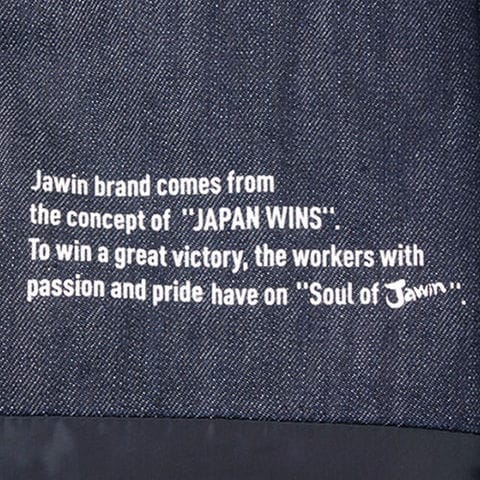 Jawin brand comes from
the concept of "JAPAN WINS".
To win a great victory, the workers with
passion and pride have on "Soul of Jawin".